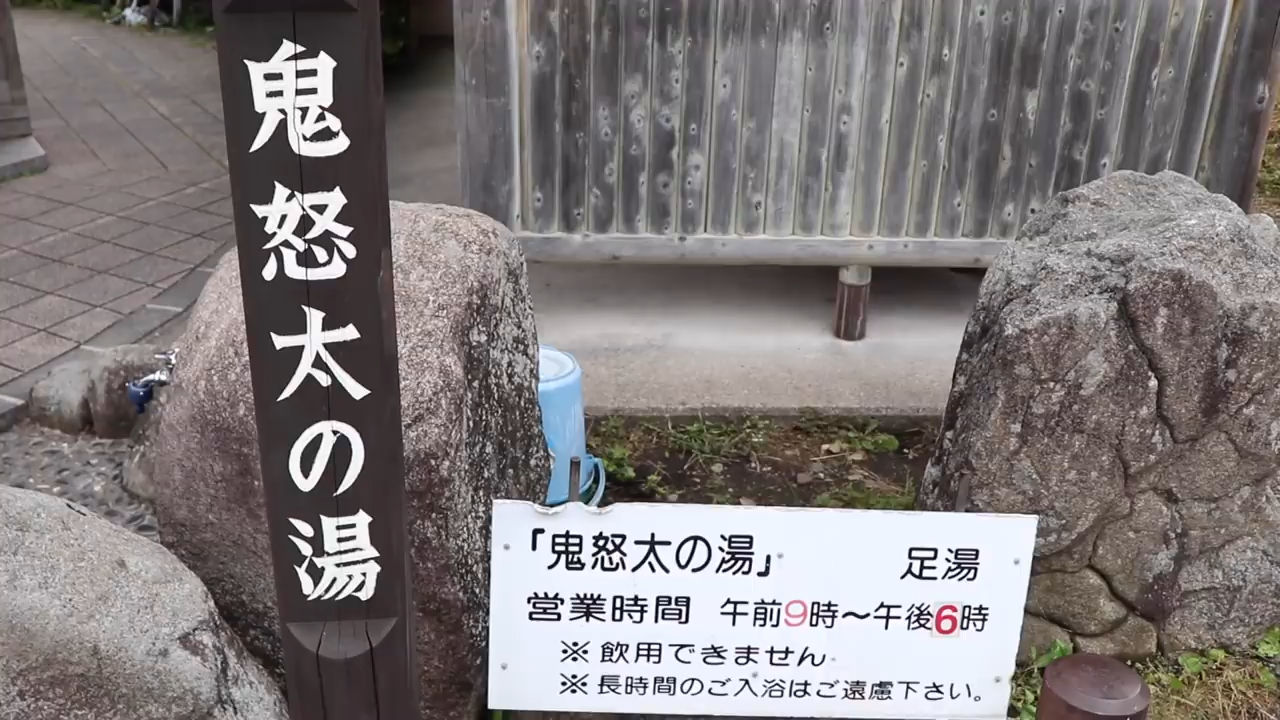 鬼怒太の湯
「鬼怒太の湯」 足湯
営業時間 午前9時～午後6時
※ 飲用できません
※ 長時間のご入浴はご遠慮下さい。